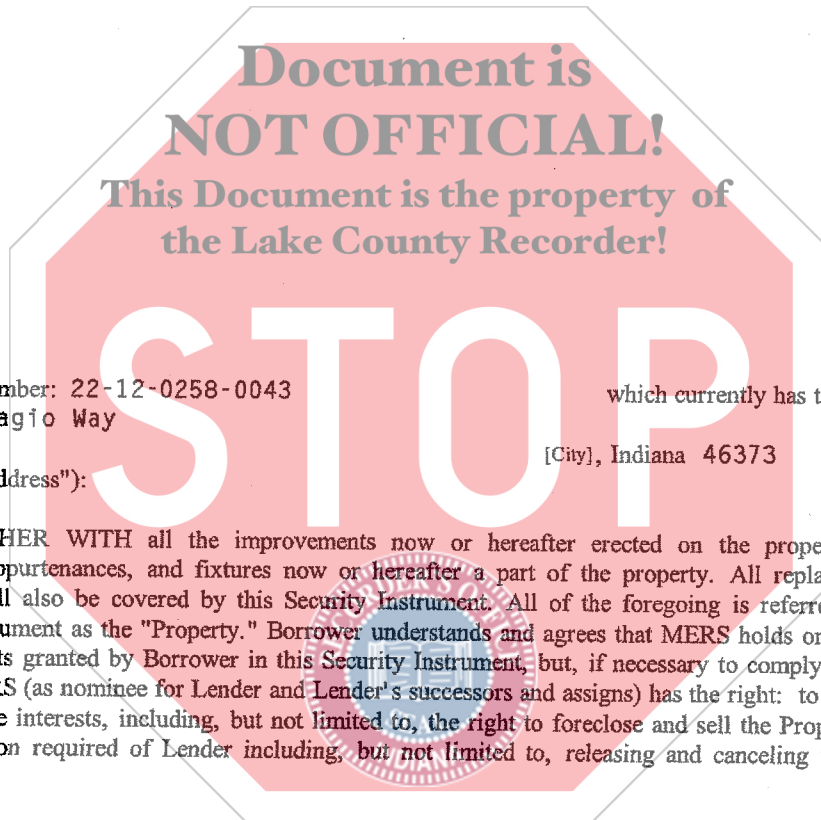 Document is
NOT OFFICIAL!
This Document is the property of
the Lake County Recorder!
STOP
mber: 22-12-0258-0043 which currently has t
agio Way
[City], Indiana 46373
ddress"):
HER WITH all the improvements now or hereafter erected on the prope
ppurtenances, and fixtures now or hereafter a part of the property. All repla
ll also be covered by this Security Instrument. All of the foregoing is referre
ument as the "Property." Borrower understands and agrees that MERS holds on
ts granted by Borrower in this Security Instrument, but, if necessary to comply
RS (as nominee for Lender and Lender's successors and assigns) has the right: to
e interests, including, but not limited to, the right to foreclose and sell the Prop
on required of Lender including, but not limited to, releasing and canceling
INDIANA